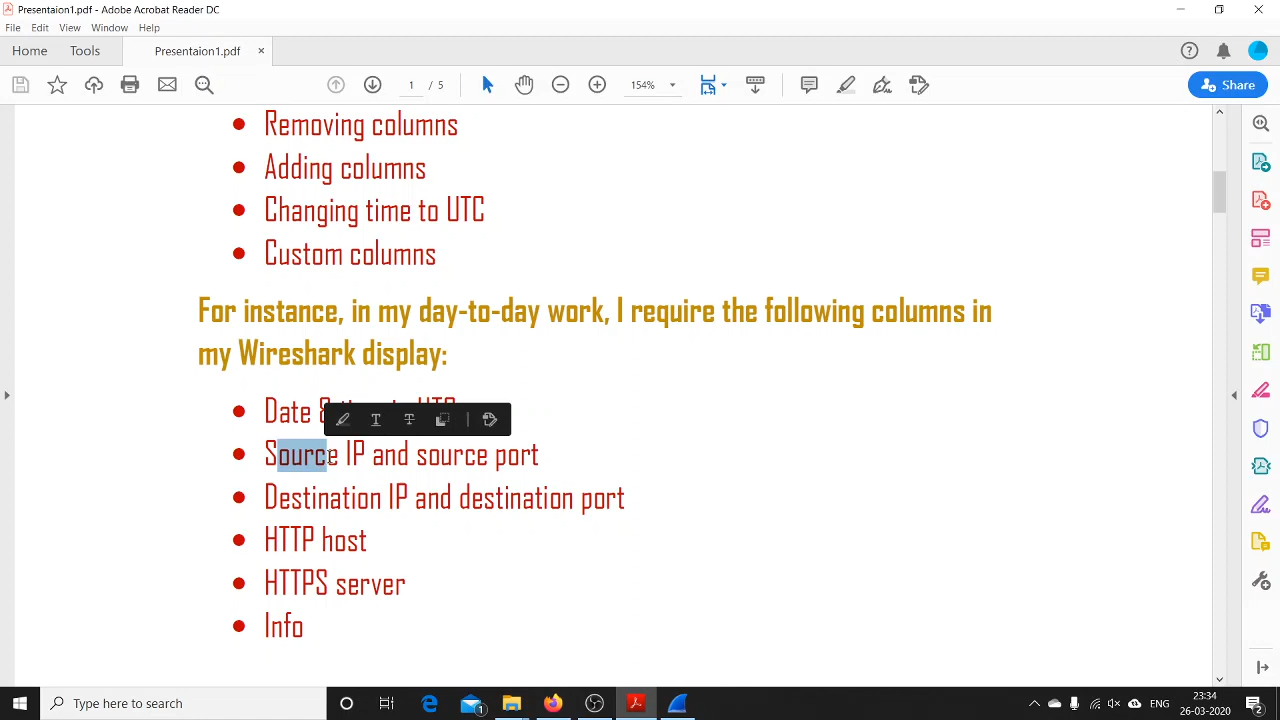 Presentaion1.pdf - Adobe Acrobat Reader DC
File Edit View Window Help
Home Tools Presentaion1.pdf ×
1 / 5 154% Share
Removing columns
Adding columns
Changing time to UTC
Custom columns
For instance, in my day-to-day work, I require the following columns in
my Wireshark display:
Date
Source IP and source port
Destination IP and destination port
HTTP host
HTTPS server
Info
Type here to search
1
ENG
23:34
26-03-2020
2